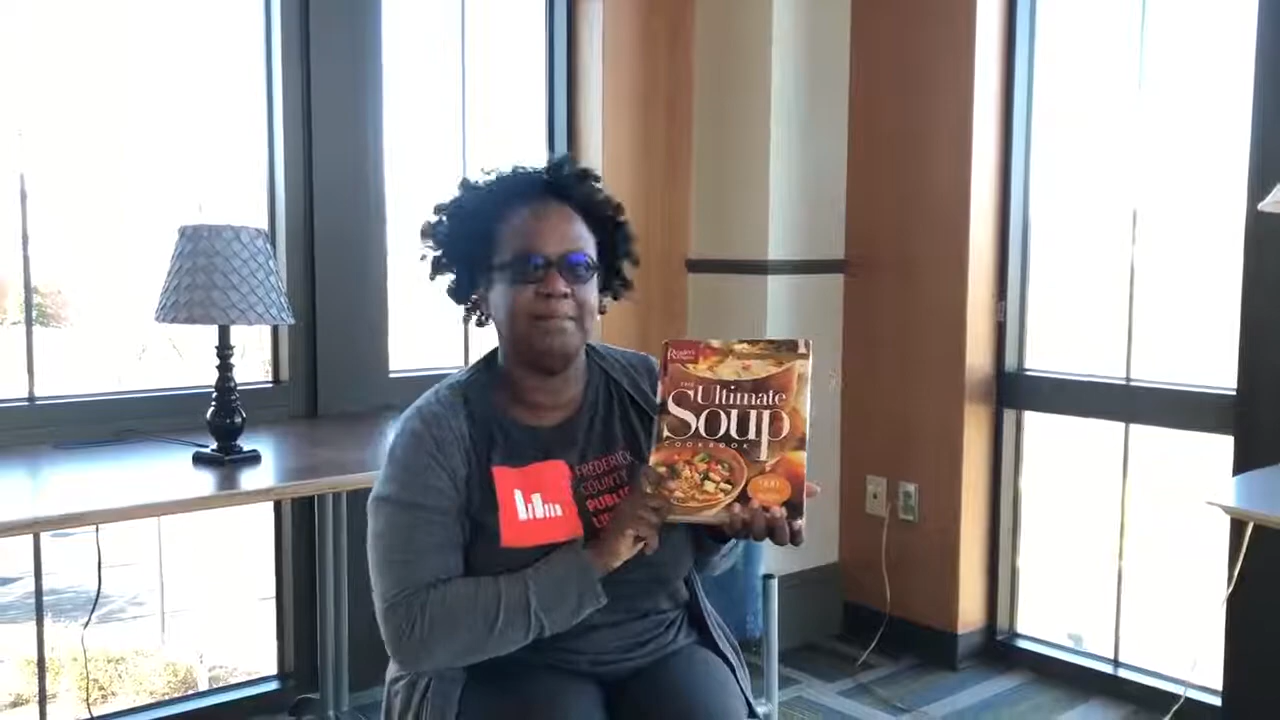 Reader's
Digest
THE
Ultimate
Soup
COOKBOOK
FREDERICK
COUNTY
PUBLIC